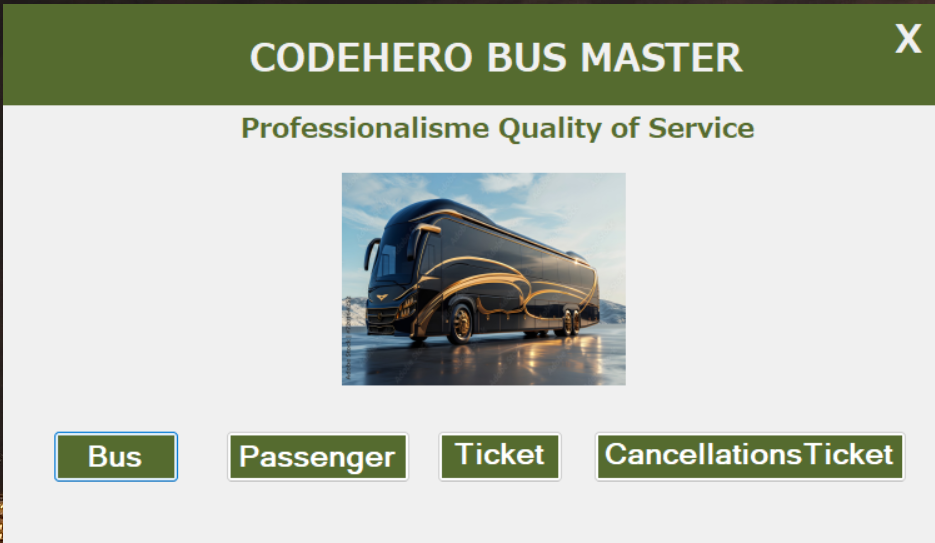 X
CODEHERO BUS MASTER
Professionalisme Quality of Service
Bus
Passenger
Ticket
CancellationsTicket